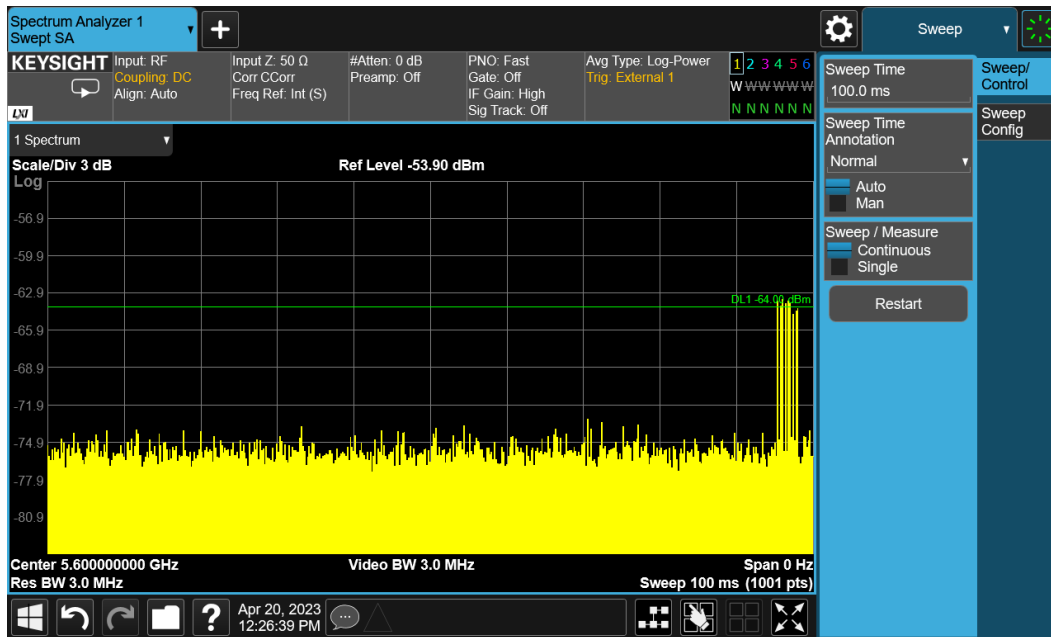 Spectrum Analyzer 1
Swept SA
Sweep
KEYSIGHT
LXI
Input: RF
Coupling: DC
Align: Auto
Input Z: 50 Ω
Corr CCorr
Freq Ref: Int (S)
#Atten: 0 dB
Preamp: Off
PNO: Fast
Gate: Off
IF Gain: High
Sig Track: Off
Avg Type: Log-Power
Trig: External 1
1 2 3 4 5 6
W W W W W W
N N N N N N
1 Spectrum
Scale/Div 3 dB
Ref Level -53.90 dBm
Log
-56.9
-59.9
-62.9
DL1 -64.00 dBm
-65.9
-68.9
-71.9
-74.9
-77.9
-80.9
Center 5.600000000 GHz
Video BW 3.0 MHz
Span 0 Hz
Res BW 3.0 MHz
Sweep 100 ms (1001 pts)
Sweep Time
100.0 ms
Sweep Time
Annotation
Normal
Auto
Man
Sweep / Measure
Continuous
Single
Restart
Sweep/
Control
Sweep
Config
?
Apr 20, 2023
12:26:39 PM